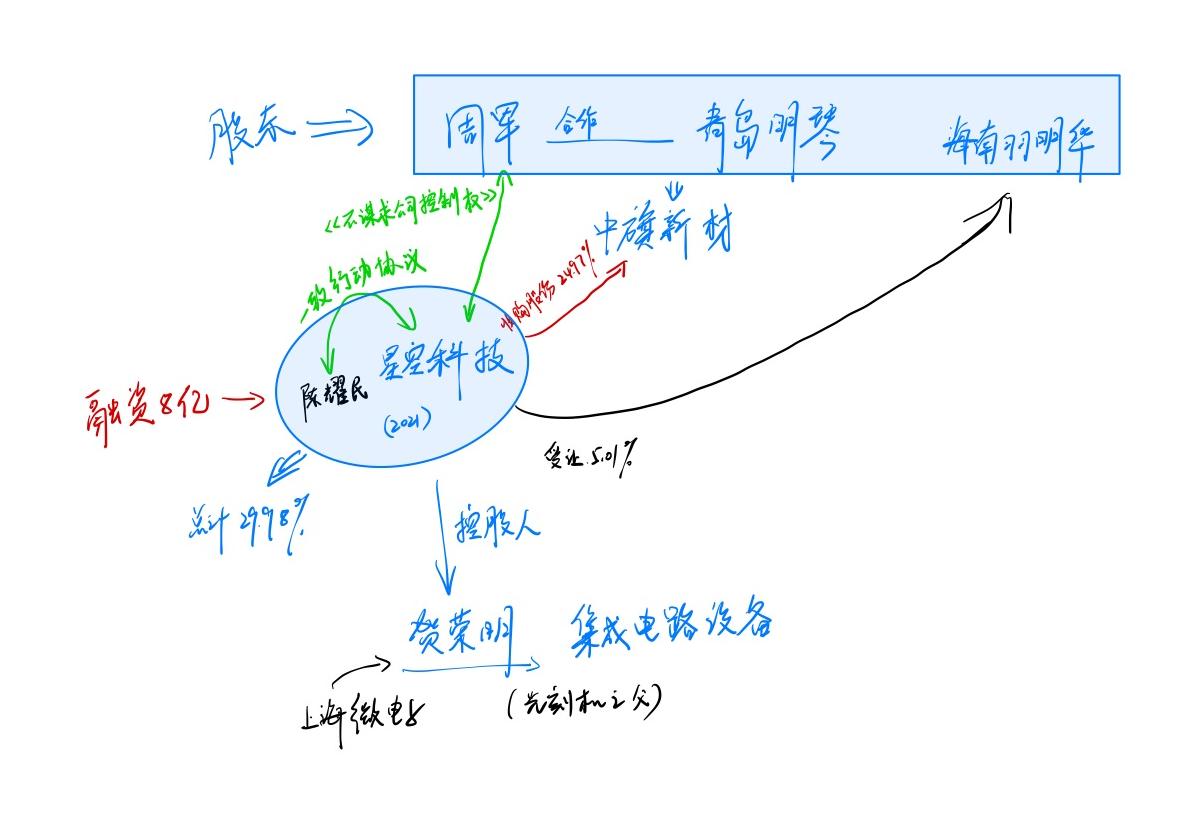 股东
周军 合作 青岛明琴 海南羽明华
《不谋求公司控制权》
中旗新材
一致行动协议
收购股份24.97%
星空科技
陈耀民
(2021)
融资8亿
受让5.01%
总计29.98%
控股人
贺荣明 集成电路设备
上海微电子
(光刻机之父)